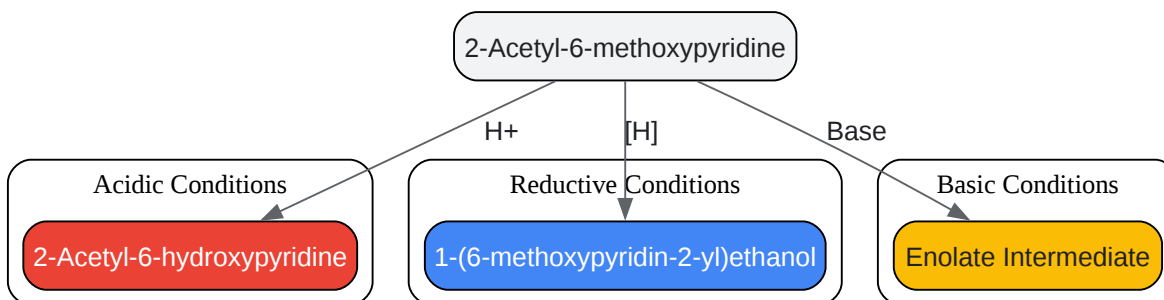 2-Acetyl-6-methoxypyridine
H+
[H]
Base
Acidic Conditions
Reductive Conditions
Basic Conditions
2-Acetyl-6-hydroxypyridine
1-(6-methoxypyridin-2-yl)ethanol
Enolate Intermediate